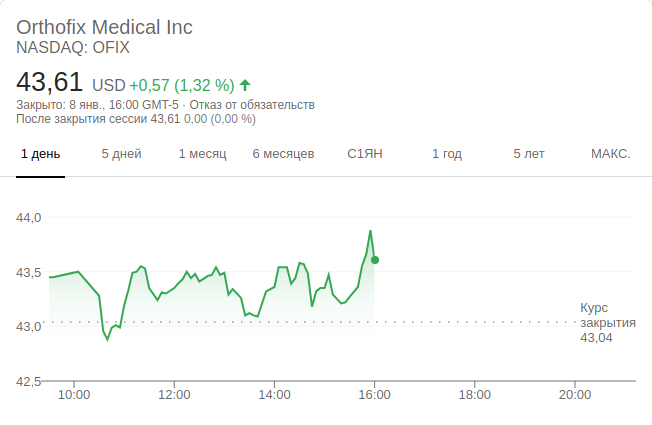 Orthofix Medical Inc
NASDAQ: OFIX
43,61 USD +0,57 (1,32 %)
Закрыто: 8 янв., 16:00 GMT-5 · Отказ от обязательств
После закрытия сессии 43,61 0,00 (0,00 %)
1 день 5 дней 1 месяц 6 месяцев С1ЯН 1 год 5 лет МАКС.
44,0
43,5
43,0
42,5
Курс
закрытия
43,04
10:00 12:00 14:00 16:00 18:00 20:00